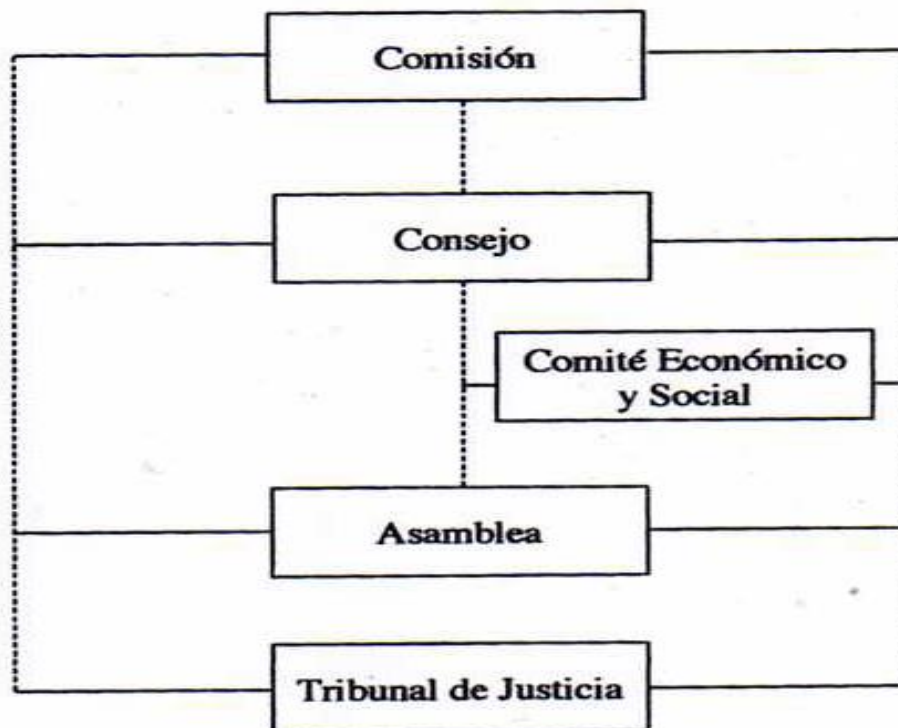 Comisión
Consejo
Comité Económico
y Social
Asamblea
Tribunal de Justicia